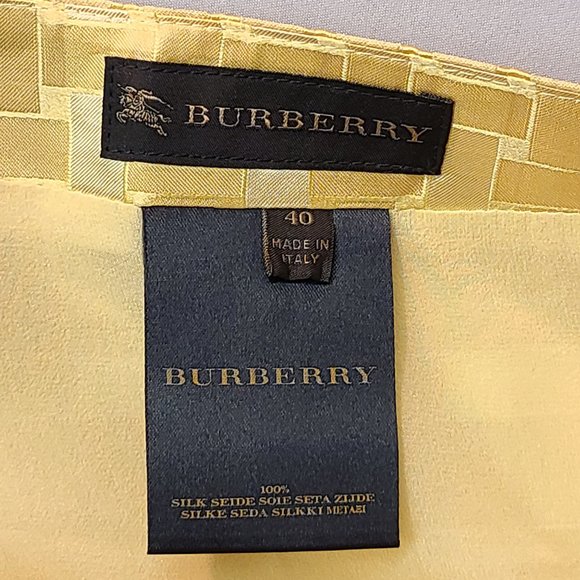 BURBERRY
40
MADE IN
ITALY
BURBERRY
100%
SILK SEIDE SOIE SETA ZIJDE
SILKE SEDA SILKKI ΜΕΤΑΞΙ